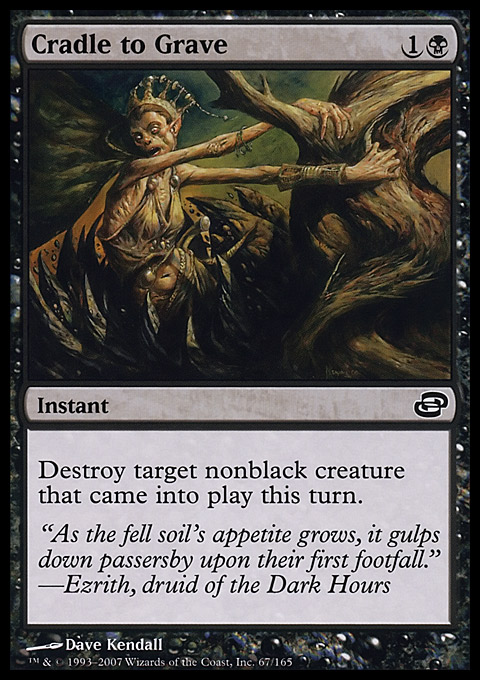 Cradle to Grave 1
Instant
Destroy target nonblack creature
that came into play this turn.
“As the fell soil’s appetite grows, it gulps
down passersby upon their first footfall.”
—Ezrith, druid of the Dark Hours
Dave Kendall
™ & © 1993–2007 Wizards of the Coast, Inc. 67/165